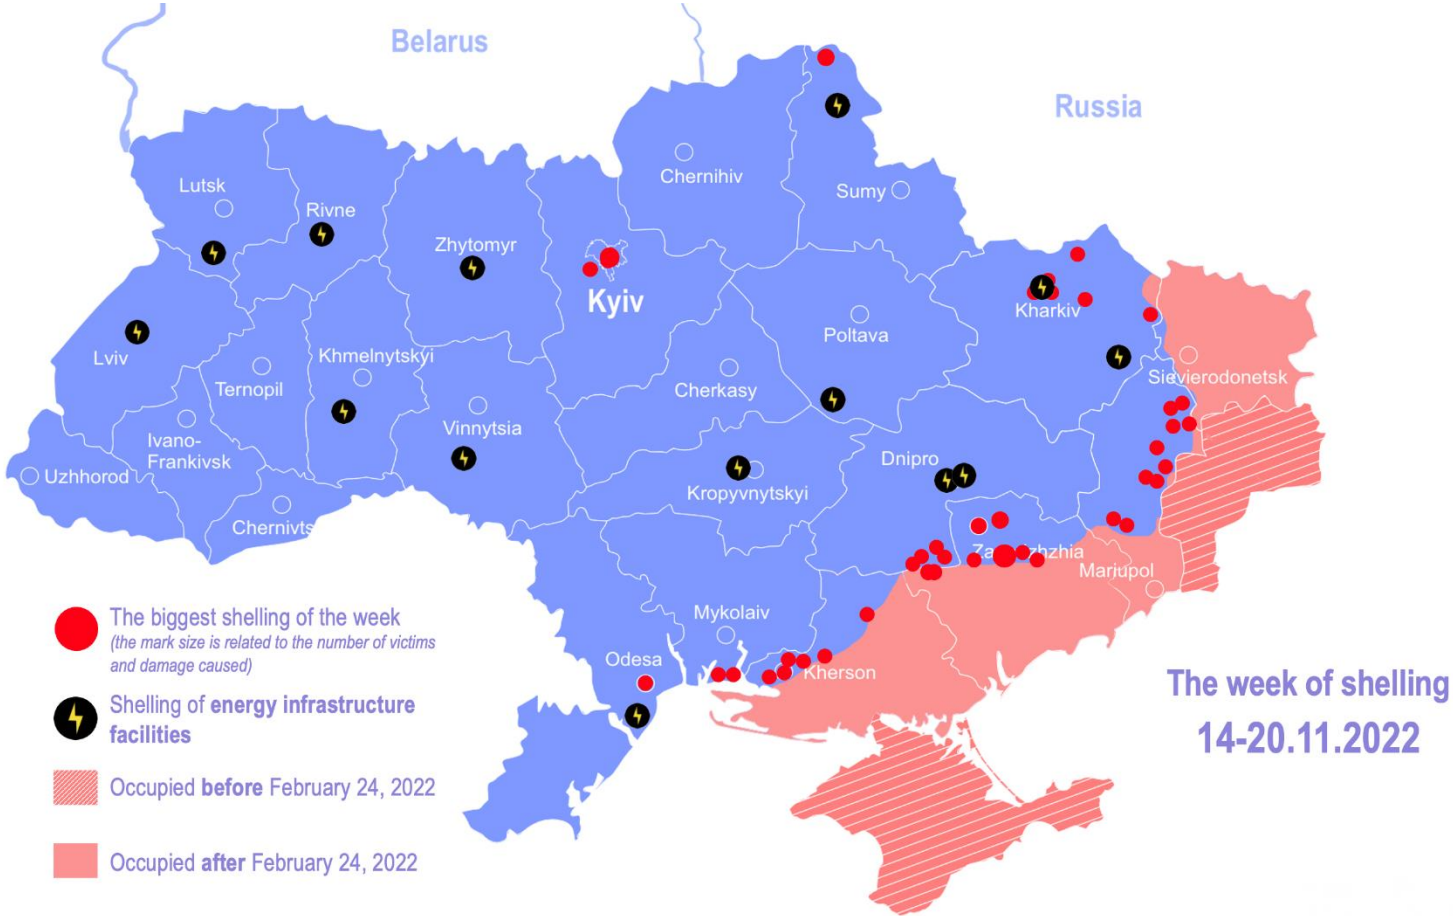 Belarus
Russia
Chernihiv
Lutsk
Sumy
Rivne
Zhytomyr
Kyiv
Kharkiv
Poltava
Lviv
Khmelnytskyi
Sievierodonetsk
Ternopil
Cherkasy
Vinnytsia
Ivano-
Frankivsk
Dnipro
Uzhhorod
Kropyvnytskyi
Chernivts
Za izhzhia
Mariupol
Mykolaiv
Odesa
Kherson
The biggest shelling of the week
(the mark size is related to the number of victims
and damage caused)
Shelling of energy infrastructure
facilities
Occupied before February 24, 2022
Occupied after February 24, 2022
The week of shelling
14-20.11.2022